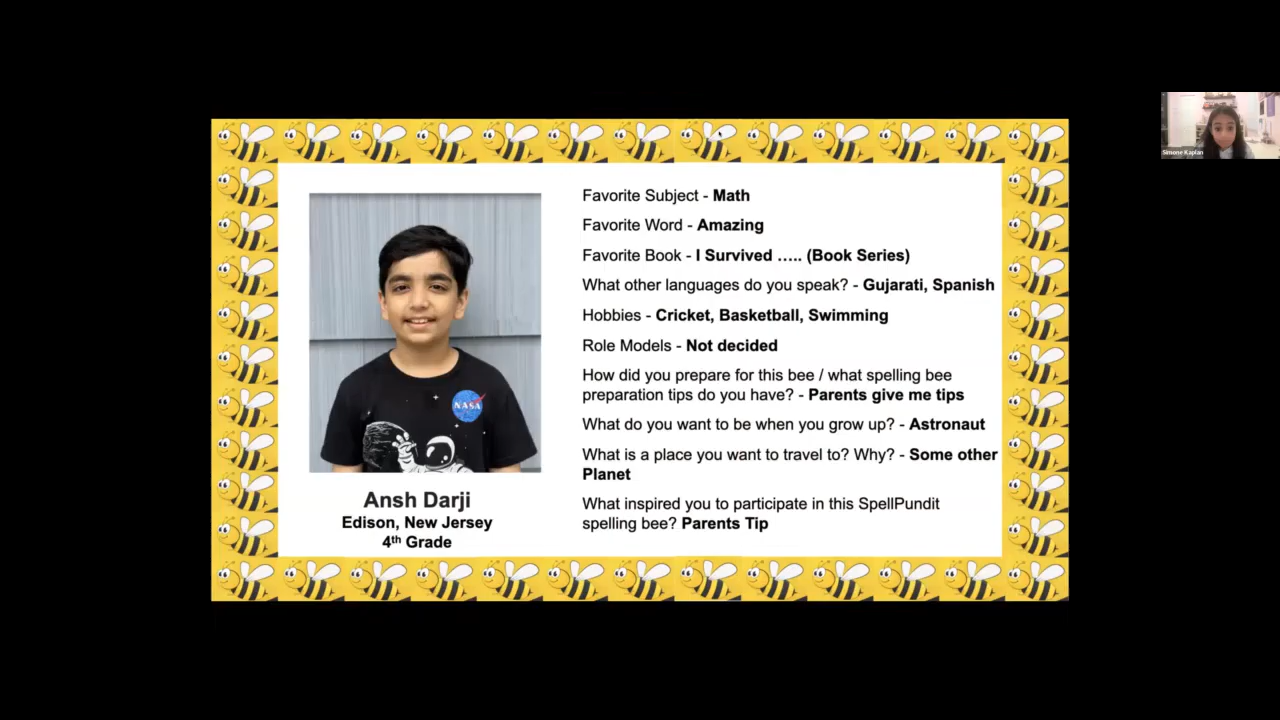 Simone Kaplan
Favorite Subject - Math
Favorite Word - Amazing
Favorite Book - I Survived ….. (Book Series)
What other languages do you speak? - Gujarati, Spanish
Hobbies - Cricket, Basketball, Swimming
Role Models - Not decided
How did you prepare for this bee / what spelling bee
preparation tips do you have? - Parents give me tips
What do you want to be when you grow up? - Astronaut
What is a place you want to travel to? Why? - Some other
Planet
What inspired you to participate in this SpellPundit
spelling bee? Parents Tip
NASA
Ansh Darji
Edison, New Jersey
4th Grade